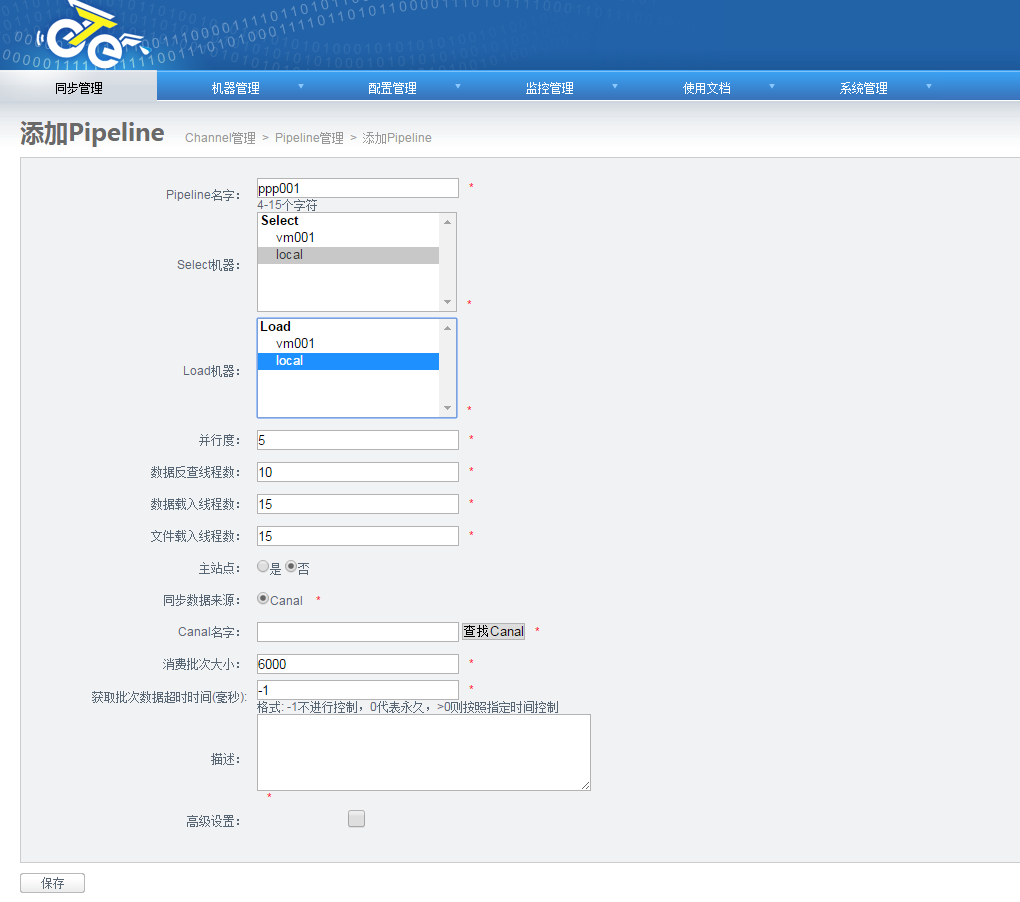 同步管理 机器管理 配置管理 监控管理 使用文档 系统管理
添加Pipeline Channel管理 > Pipeline管理 > 添加Pipeline
Pipeline名字： ppp001 *
4-15个字符
Select机器： Select
vm001
local
*
Load机器： Load
vm001
local
*
并行度： 5 *
数据反查线程数： 10 *
数据载入线程数： 15 *
文件载入线程数： 15 *
主站点： 是 否
同步数据来源： Canal *
Canal名字： 查找Canal *
消费批次大小： 6000 *
获取批次数据超时时间(毫秒): -1 *
格式: -1不进行控制，0代表永久，>0则按照指定时间控制
描述：
*
高级设置：
保存